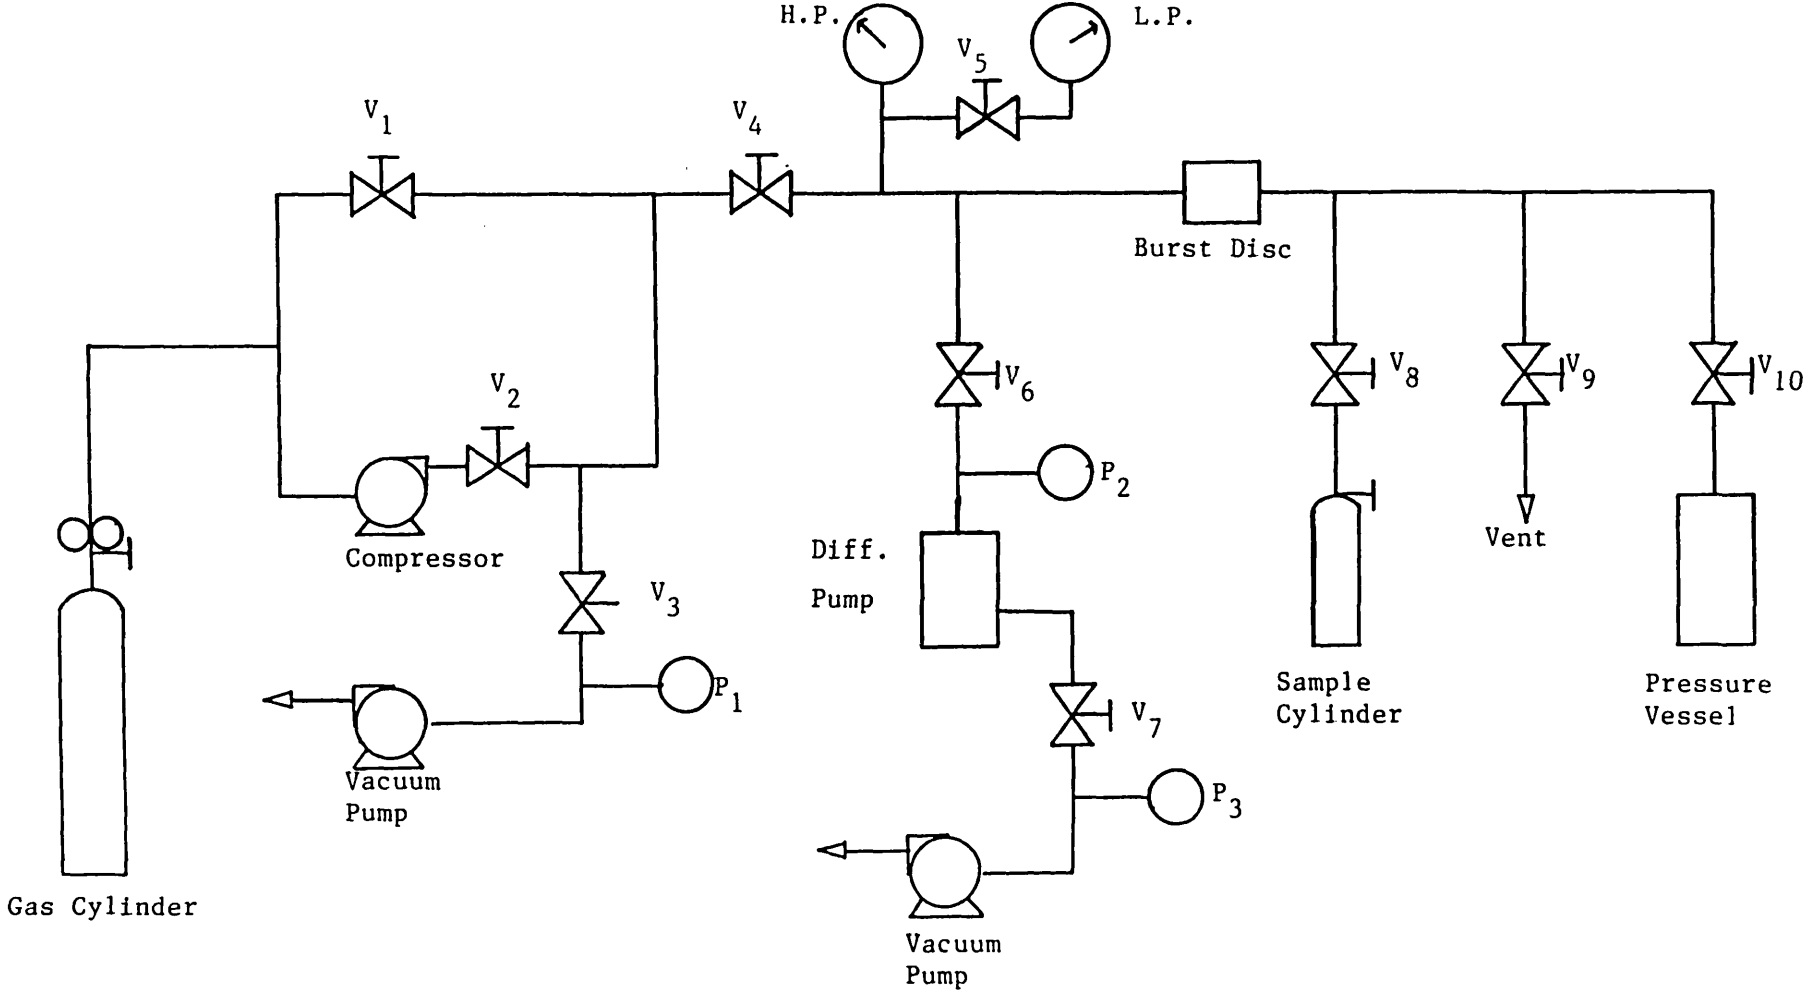 H.P.
L.P.
V5
V1
V4
Burst Disc
V2
V6
V8
V9
V10
P2
Compressor
Diff.
Pump
Vent
V3
P1
Sample
Cylinder
Pressure
Vessel
V7
Vacuum
Pump
P3
Gas Cylinder
Vacuum
Pump